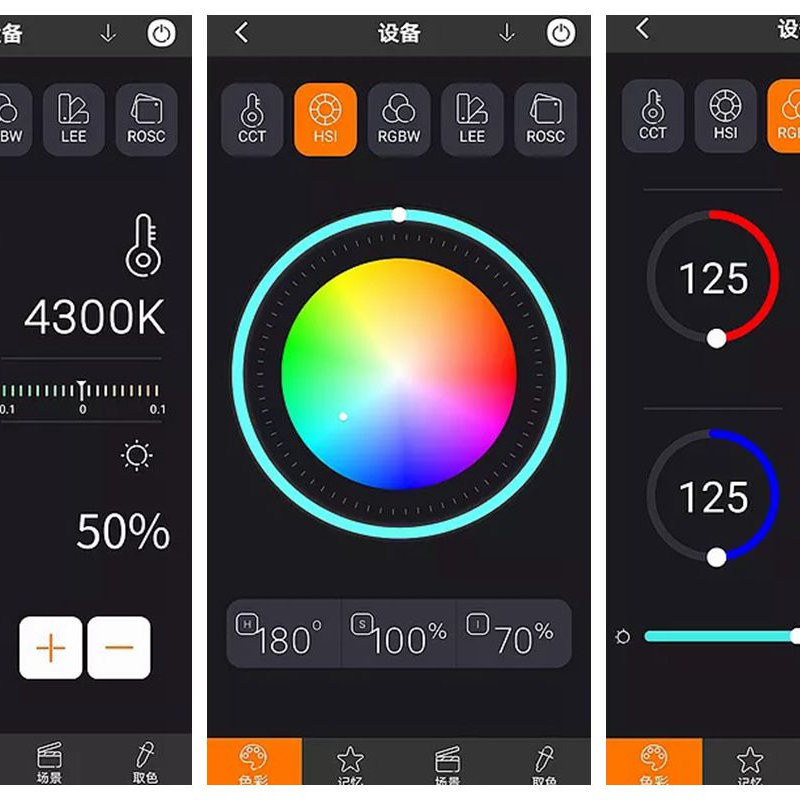 备
BW LEE ROSC
4300K
0.1 0 0.1
50%
+ −
场景 取色
设备
CCT HSI RGBW LEE ROSC
H 180° S 100% I 70%
色彩 记忆 场景 取色
设
CCT HSI RGB
125
125
色彩 记忆